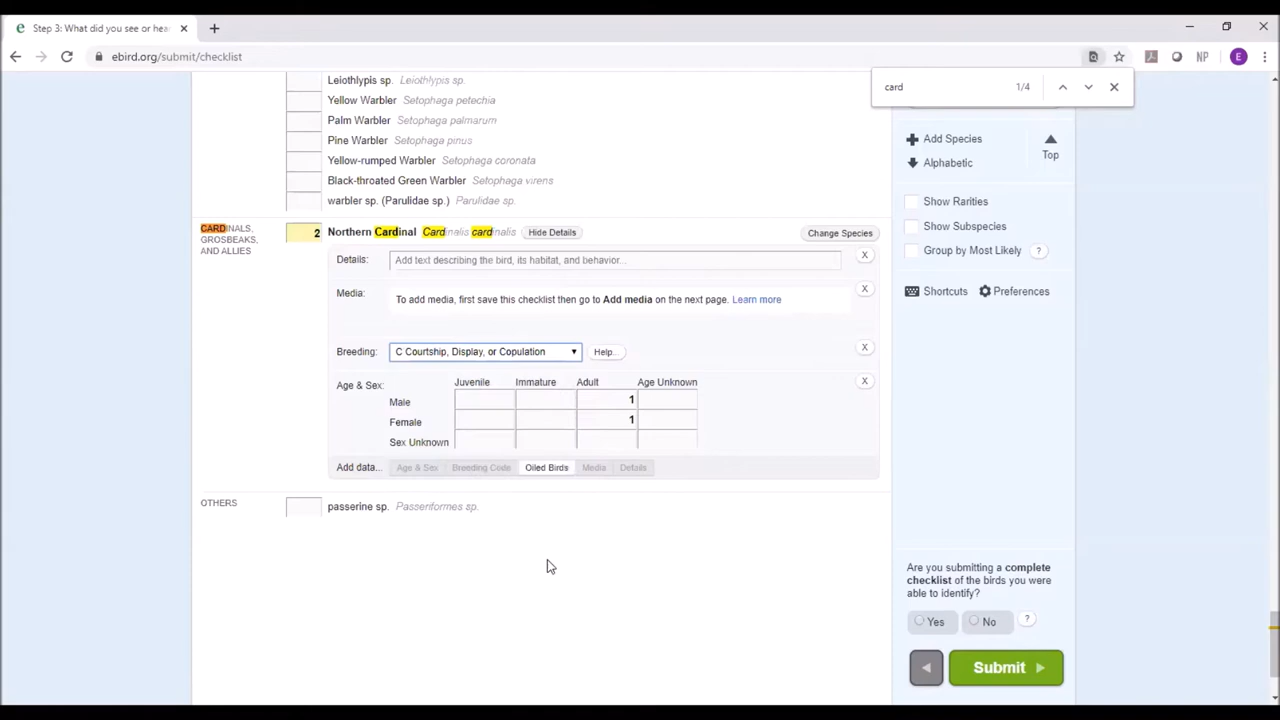 Step 3: What did you see or hea
ebird.org/submit/checklist
NP
E
card 1/4
Leiothlypis sp. Leiothlypis sp.
Yellow Warbler Setophaga petechia
Palm Warbler Setophaga palmarum
Pine Warbler Setophaga pinus
Yellow-rumped Warbler Setophaga coronata
Black-throated Green Warbler Setophaga virens
warbler sp. (Parulidae sp.) Parulidae sp.
CARDINALS,
GROSBEAKS,
AND ALLIES
2 Northern Cardinal Cardinalis cardinalis Hide Details Change Species
Details: Add text describing the bird, its habitat, and behavior... X
Media: To add media, first save this checklist then go to Add media on the next page. Learn more X
Breeding: C Courtship, Display, or Copulation Help... X
Age & Sex: Juvenile Immature Adult Age Unknown X
Male 1
Female 1
Sex Unknown
Add data... Age & Sex Breeding Code Oiled Birds Media Details
OTHERS passerine sp. Passeriformes sp.
Add Species
Alphabetic
Top
Show Rarities
Show Subspecies
Group by Most Likely ?
Shortcuts Preferences
Are you submitting a complete
checklist of the birds you were
able to identify?
Yes No ?
Submit